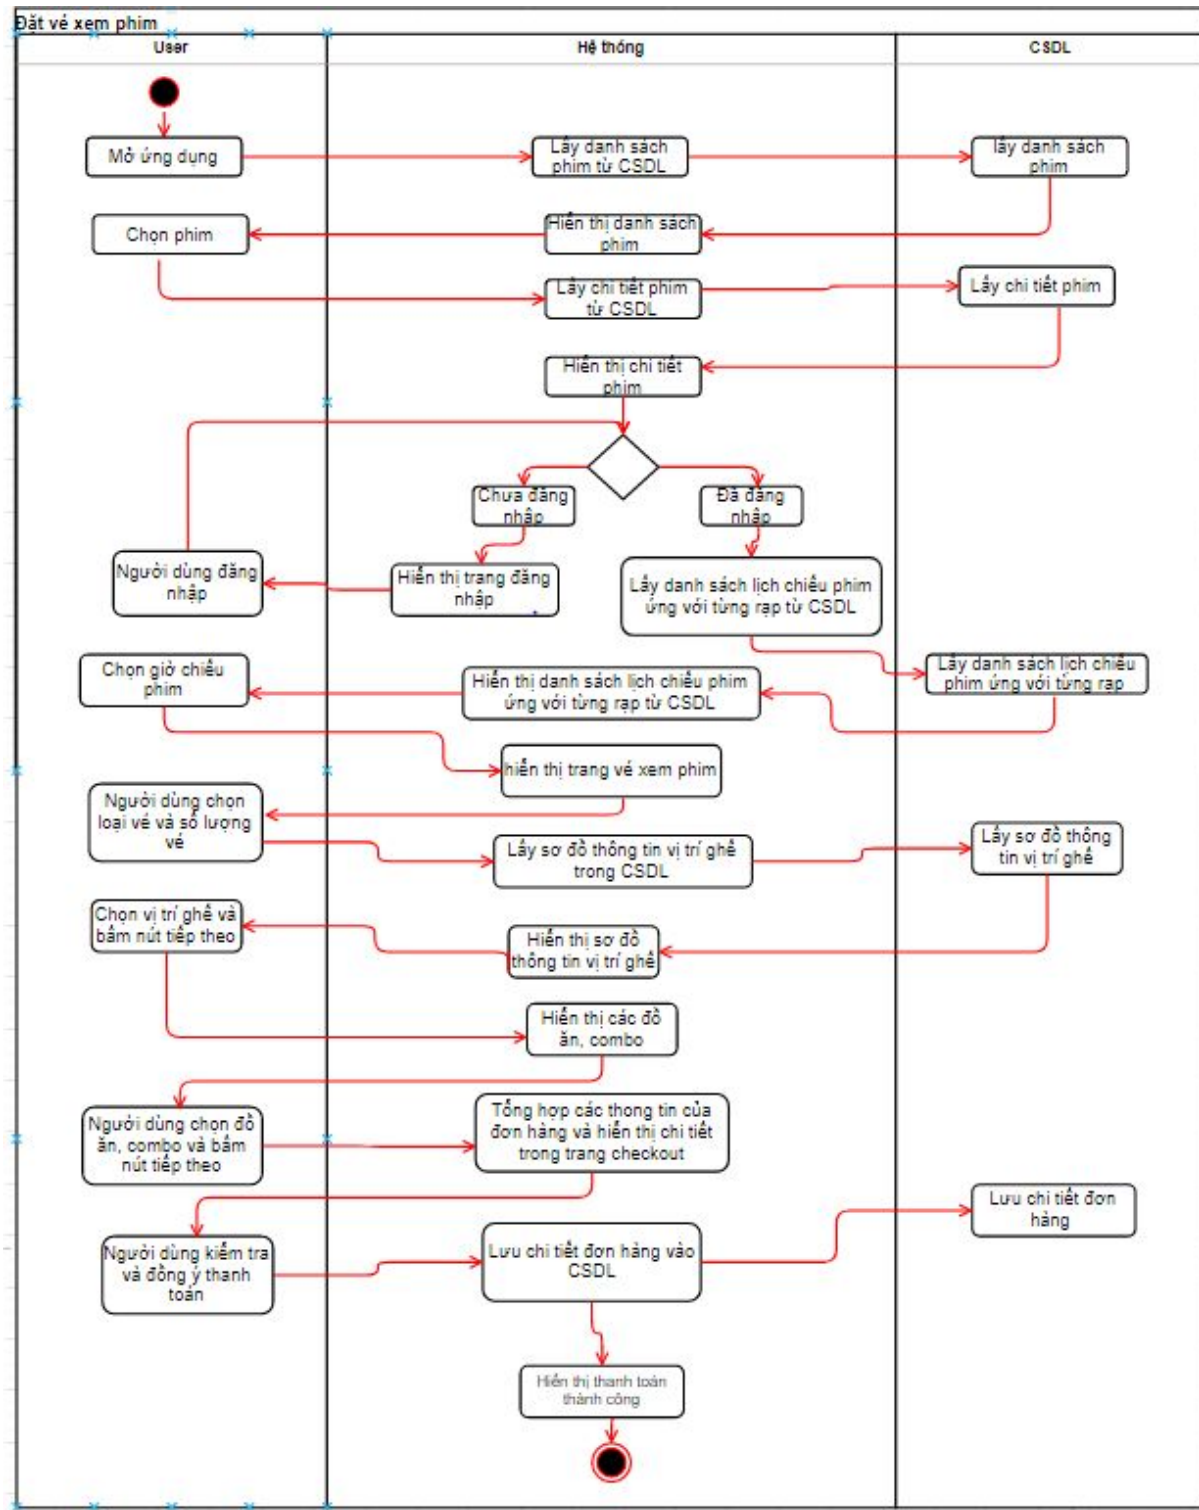 Đặt vé xem phim
User
Hệ thống
CSDL
Mở ứng dụng
Lấy danh sách
phim từ CSDL
lấy danh sách
phim
Chọn phim
Hiển thị danh sách
phim
Lấy chi tiết phim
từ CSDL
Lấy chi tiết phim
Hiển thị chi tiết
phim
Chưa đăng
nhập
Đã đăng
nhập
Người dùng đăng
nhập
Hiển thị trang đăng
nhập
Lấy danh sách lịch chiếu phim
ứng với từng rạp từ CSDL
Chọn giờ chiếu
phim
Hiển thị danh sách lịch chiếu phim
ứng với từng rạp từ CSDL
Lấy danh sách lịch chiếu
phim ứng với từng rạp
hiển thị trang vé xem phim
Người dùng chọn
loại vé và số lượng
vé
Lấy sơ đồ thông tin vị trí ghế
trong CSDL
Lấy sơ đồ thông
tin vị trí ghế
Chọn vị trí ghế và
bấm nút tiếp theo
Hiển thị sơ đồ
thông tin vị trí ghế
Hiển thị các đồ
ăn, combo
Người dùng chọn đồ
ăn, combo và bấm
nút tiếp theo
Tổng hợp các thong tin của
đơn hàng và hiển thị chi tiết
trong trang checkout
Lưu chi tiết đơn
hàng
Người dùng kiểm tra
và đồng ý thanh
toán
Lưu chi tiết đơn hàng vào
CSDL
Hiển thị thanh toán
thành công